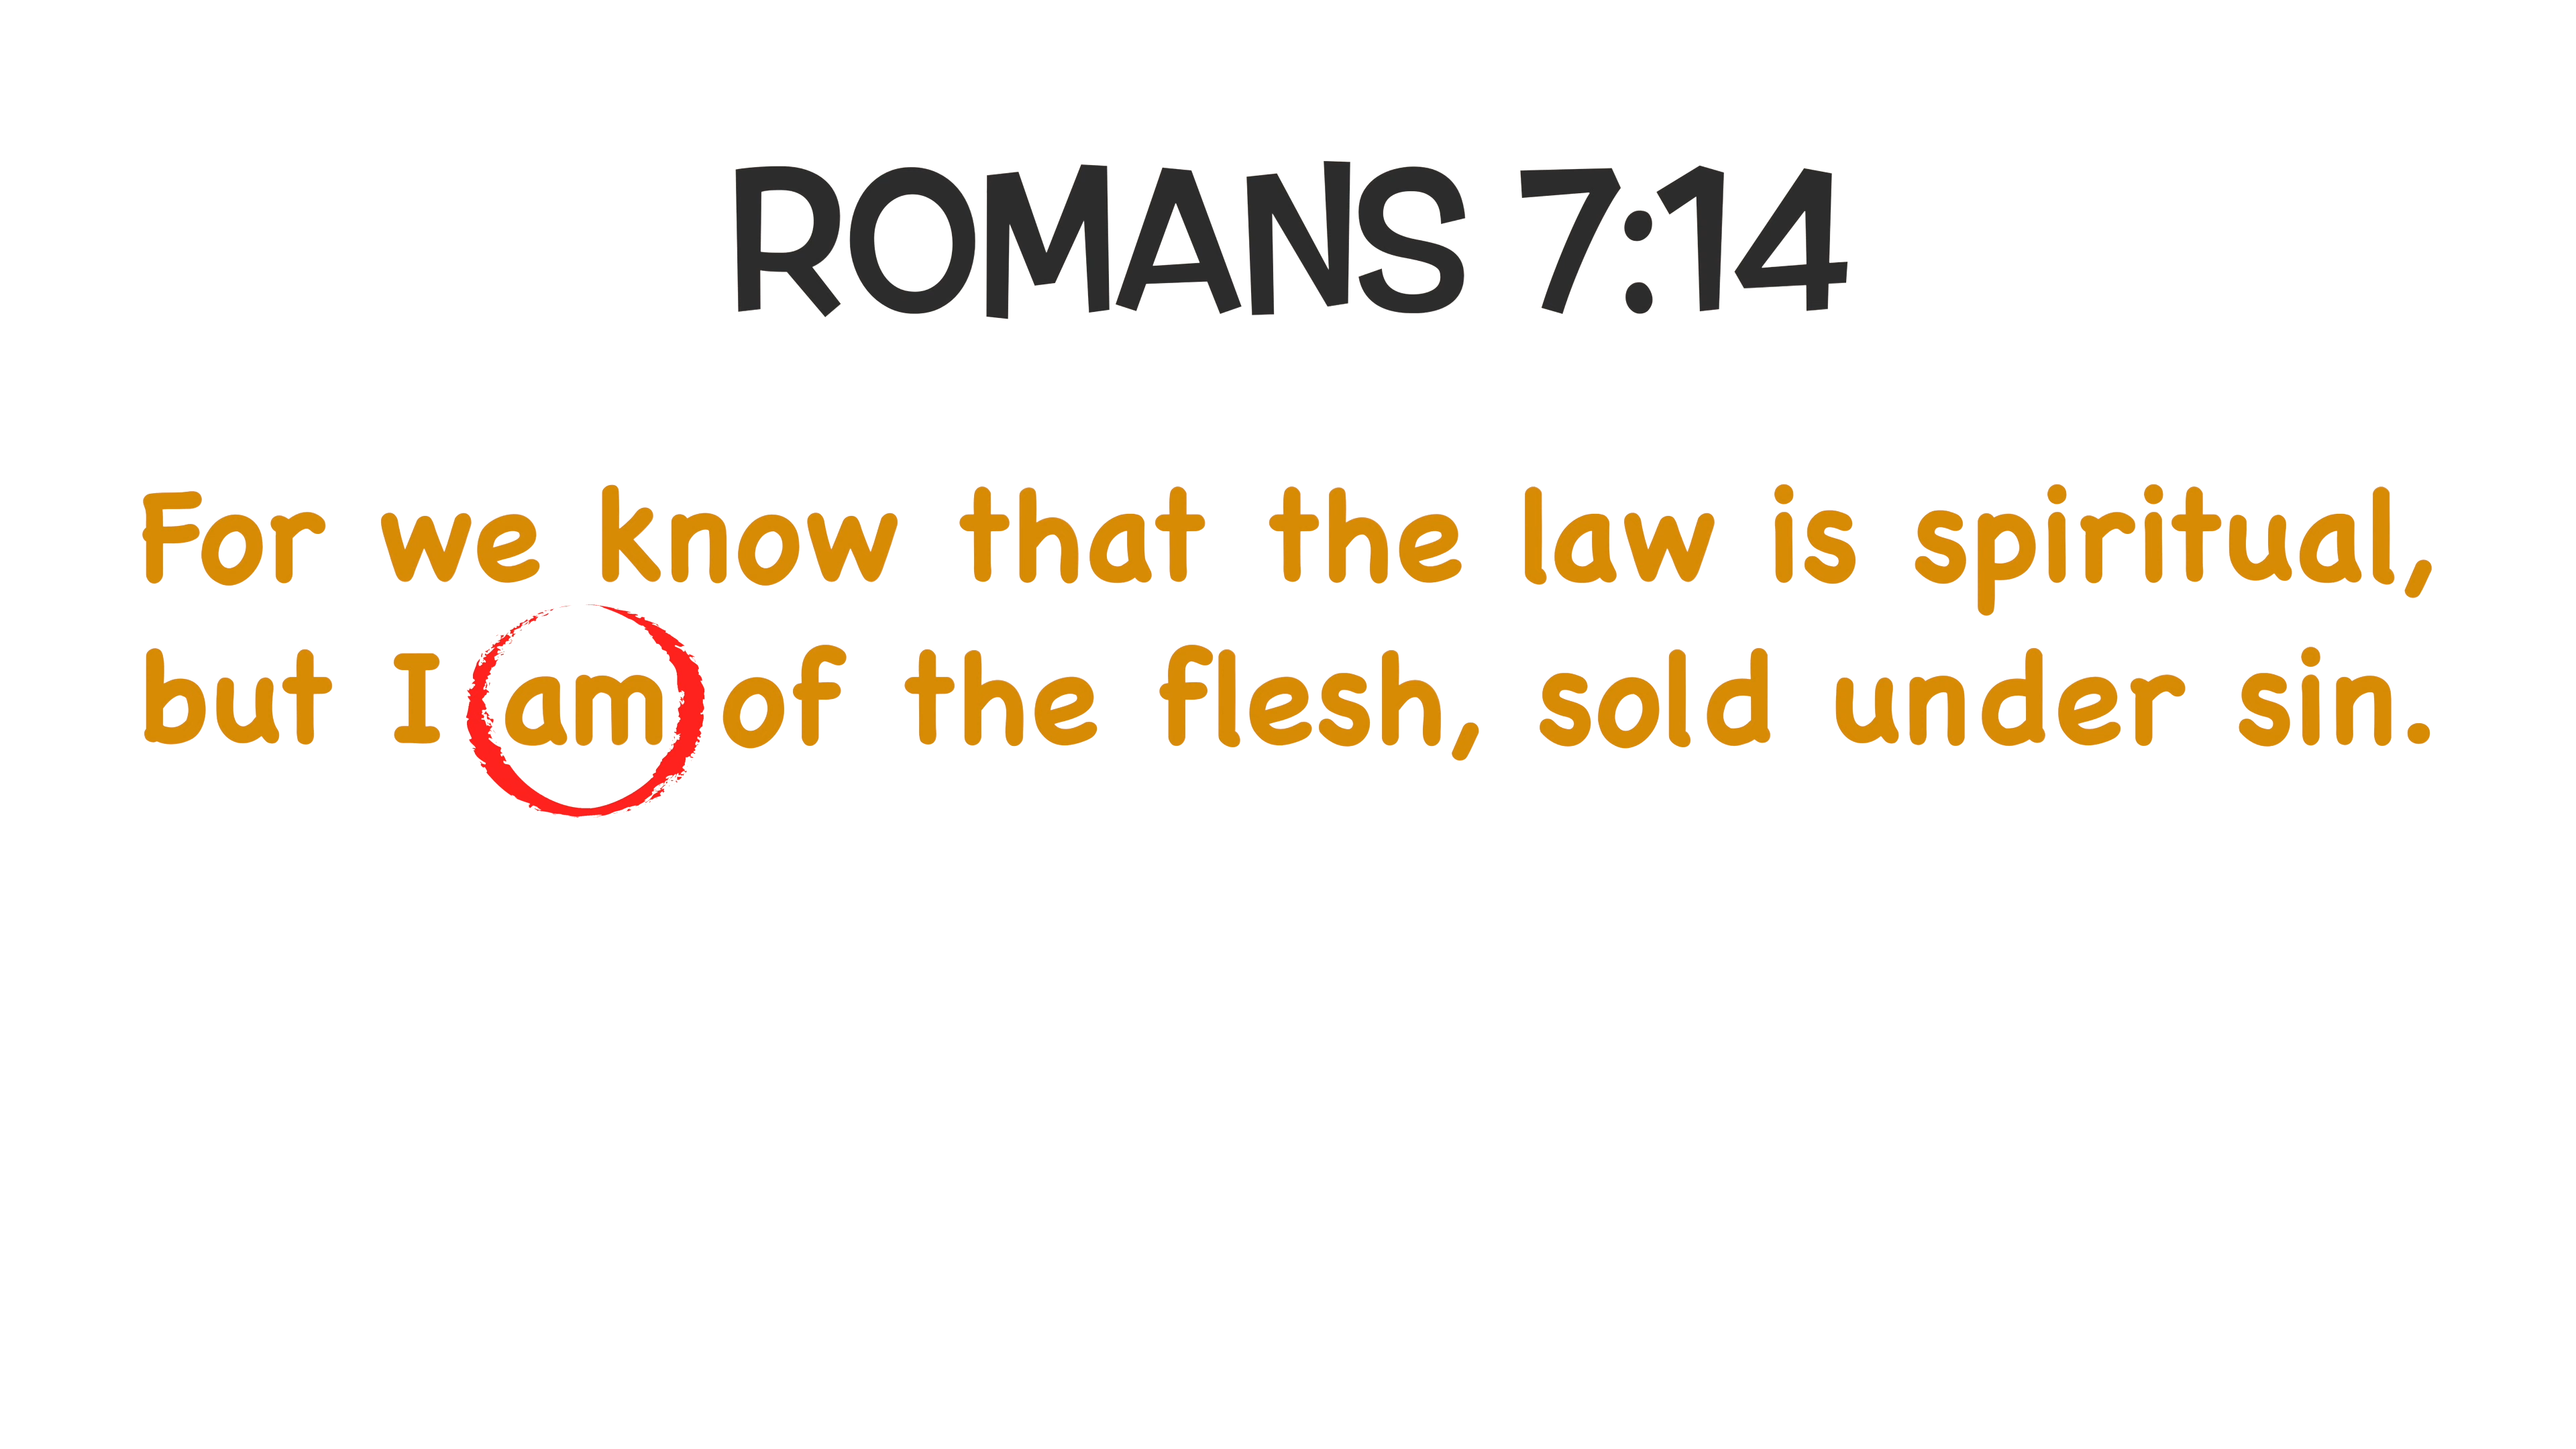 ROMANS 7:14
For we know that the law is spiritual,
but I am of the flesh, sold under sin.